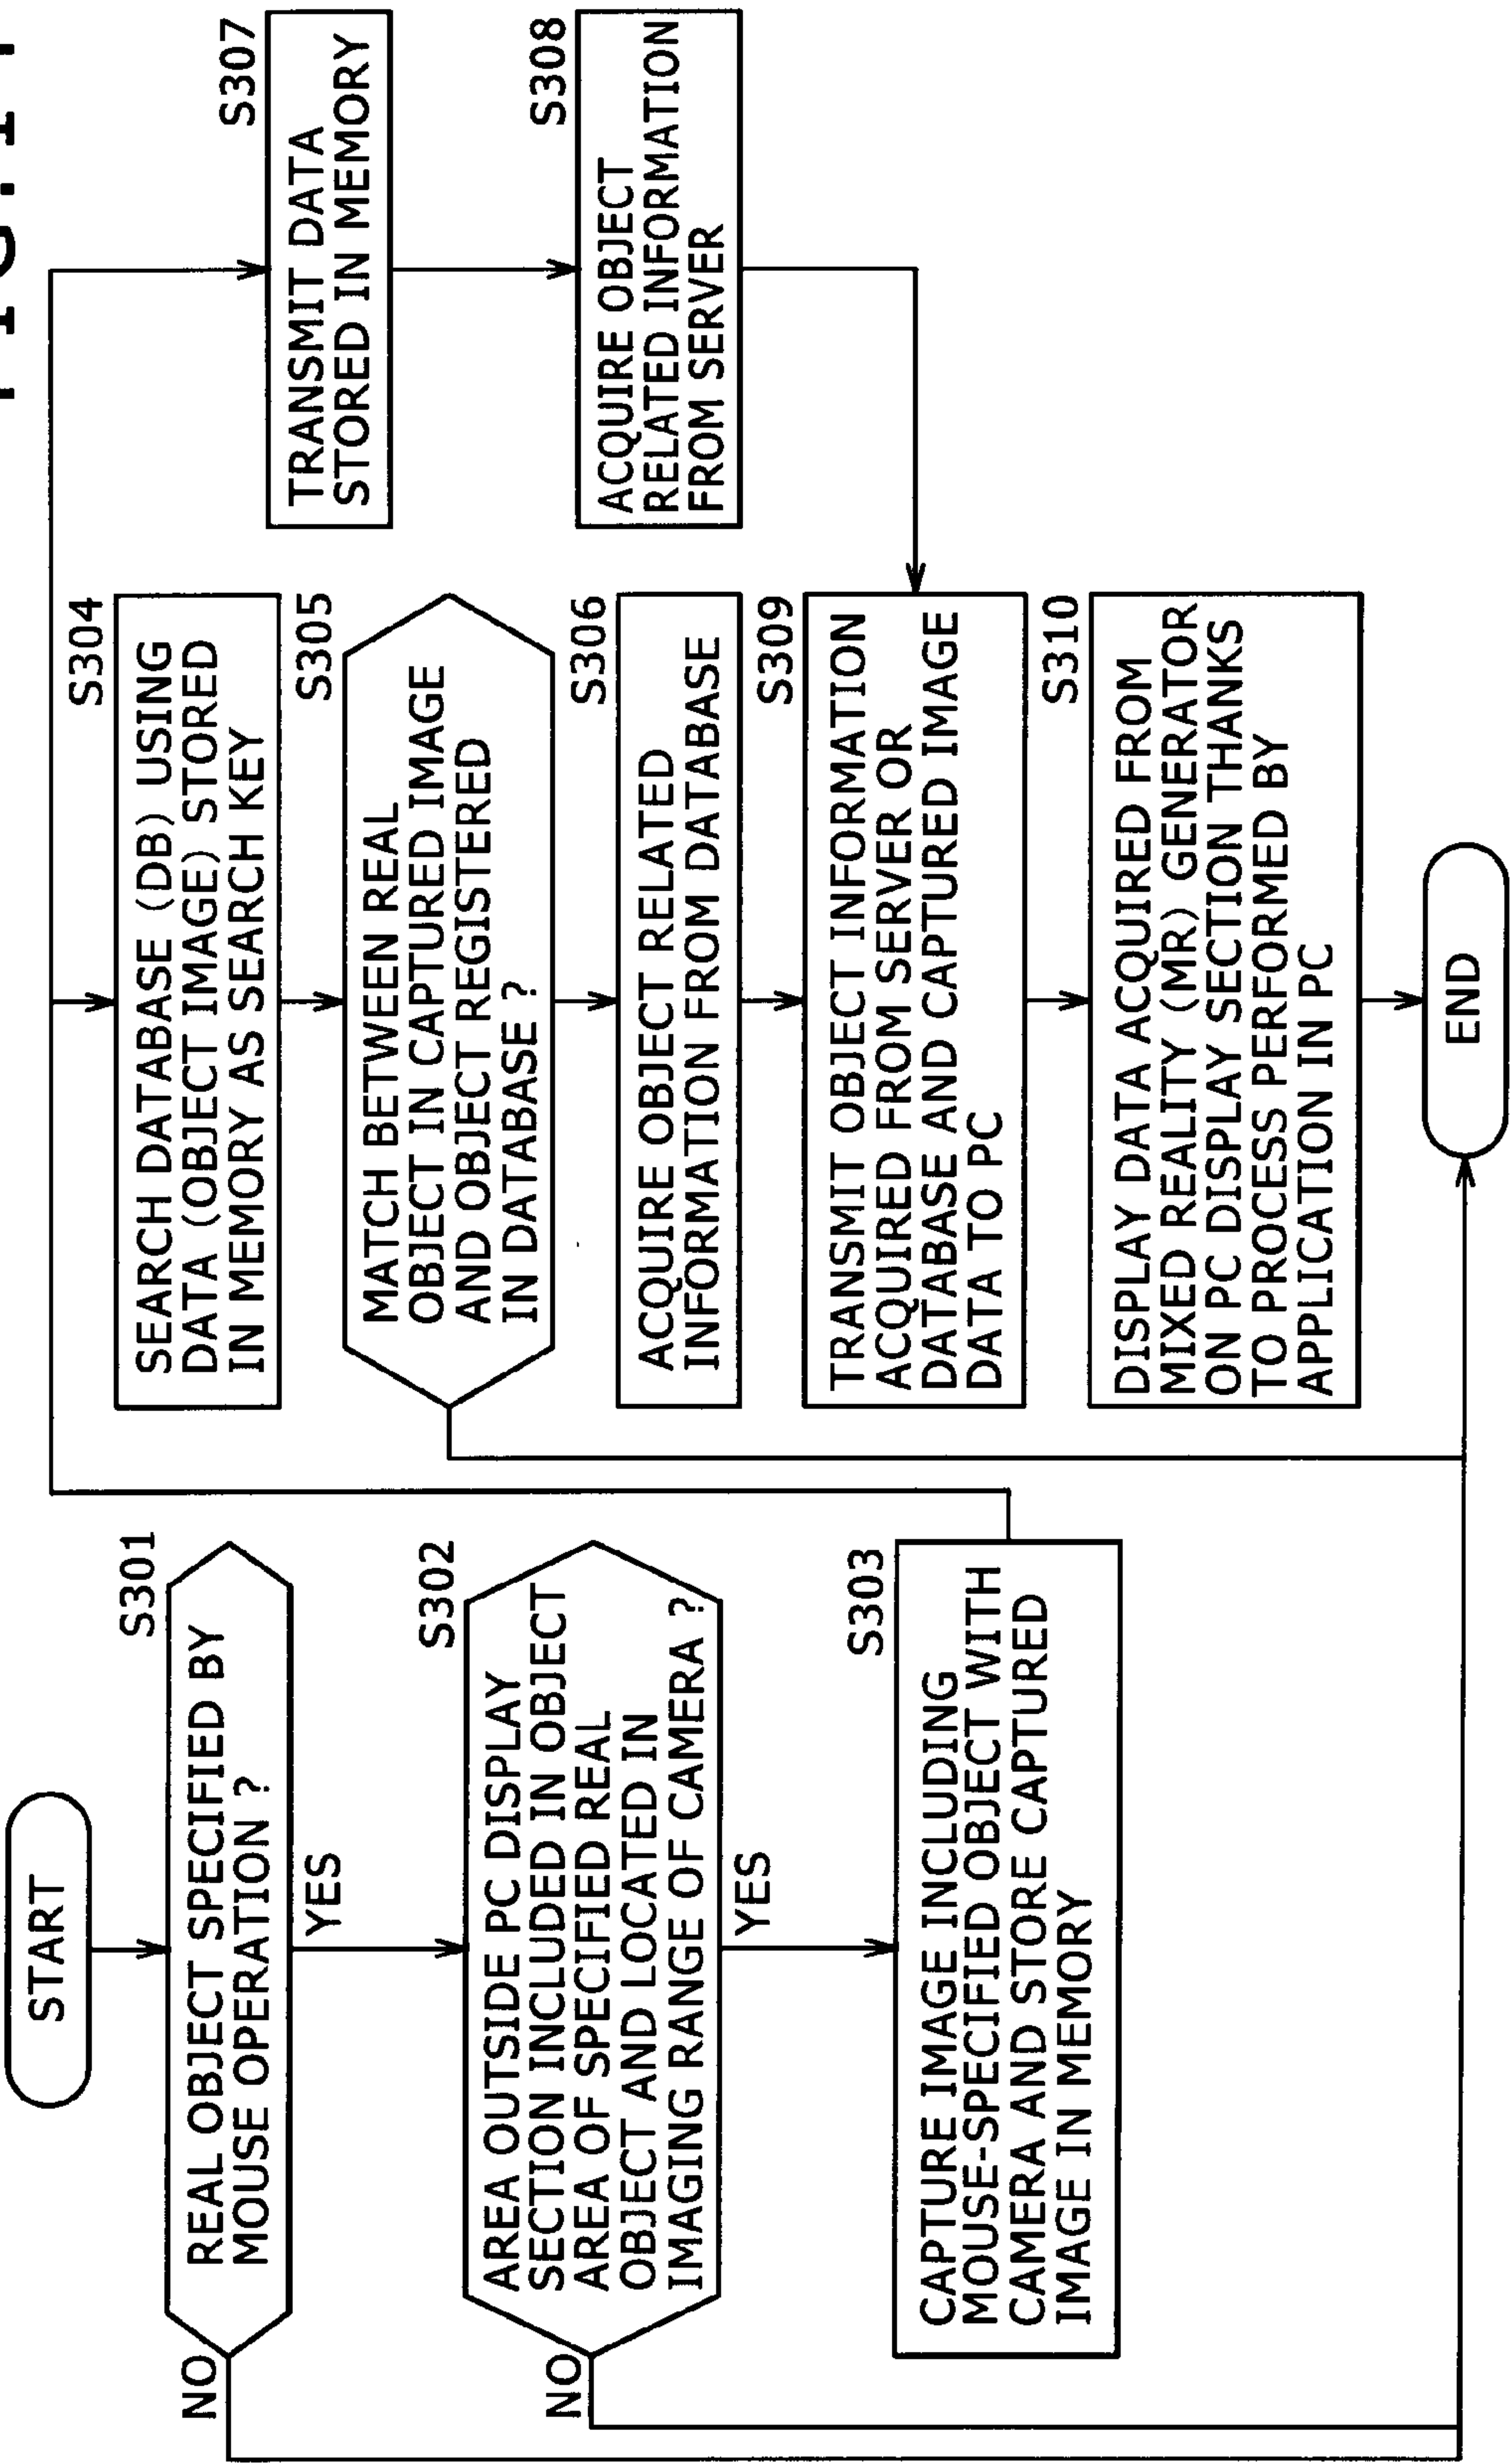 START
S301
REAL OBJECT SPECIFIED BY
MOUSE OPERATION ?
NO
YES
S302
AREA OUTSIDE PC DISPLAY
SECTION INCLUDED IN OBJECT
AREA OF SPECIFIED REAL
OBJECT AND LOCATED IN
IMAGING RANGE OF CAMERA ?
NO
YES
S303
CAPTURE IMAGE INCLUDING
MOUSE-SPECIFIED OBJECT WITH
CAMERA AND STORE CAPTURED
IMAGE IN MEMORY
S304
SEARCH DATABASE (DB) USING
DATA (OBJECT IMAGE) STORED
IN MEMORY AS SEARCH KEY
S305
MATCH BETWEEN REAL
OBJECT IN CAPTURED IMAGE
AND OBJECT REGISTERED
IN DATABASE ?
S306
ACQUIRE OBJECT RELATED
INFORMATION FROM DATABASE
S309
TRANSMIT OBJECT INFORMATION
ACQUIRED FROM SERVER OR
DATABASE AND CAPTURED IMAGE
DATA TO PC
S310
DISPLAY DATA ACQUIRED FROM
MIXED REALITY (MR) GENERATOR
ON PC DISPLAY SECTION THANKS
TO PROCESS PERFORMED BY
APPLICATION IN PC
END
S307
TRANSMIT DATA
STORED IN MEMORY
S308
ACQUIRE OBJECT
RELATED INFORMATION
FROM SERVER